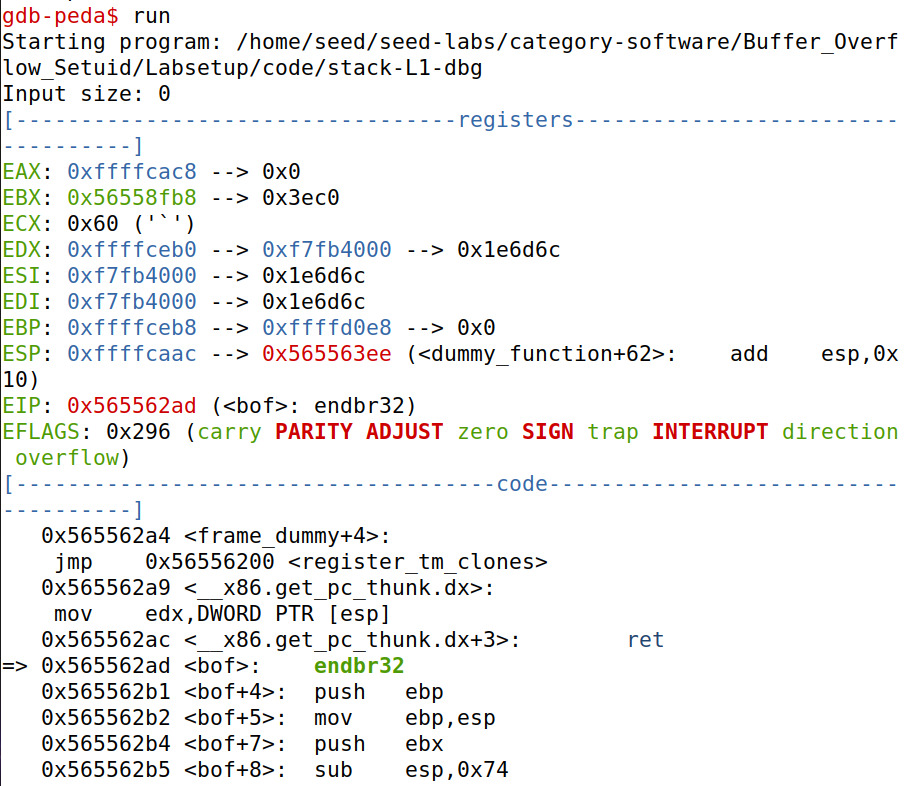 gdb-peda$ run
Starting program: /home/seed/seed-labs/category-software/Buffer_Overf
low_Setuid/Labsetup/code/stack-L1-dbg
Input size: 0
[----------------------------------registers-------------------------
----------]
EAX: 0xffffcac8 --> 0x0
EBX: 0x56558fb8 --> 0x3ec0
ECX: 0x60 ('`')
EDX: 0xffffceb0 --> 0xf7fb4000 --> 0x1e6d6c
ESI: 0xf7fb4000 --> 0x1e6d6c
EDI: 0xf7fb4000 --> 0x1e6d6c
EBP: 0xffffceb8 --> 0xffffd0e8 --> 0x0
ESP: 0xffffcaac --> 0x565563ee (<dummy_function+62>:    add    esp,0x
10)
EIP: 0x565562ad (<bof>: endbr32)
EFLAGS: 0x296 (carry PARITY ADJUST zero SIGN trap INTERRUPT direction
 overflow)
[-------------------------------------code---------------------------
----------]
   0x565562a4 <frame_dummy+4>:
    jmp    0x56556200 <register_tm_clones>
   0x565562a9 <__x86.get_pc_thunk.dx>:
    mov    edx,DWORD PTR [esp]
   0x565562ac <__x86.get_pc_thunk.dx+3>:        ret
=> 0x565562ad <bof>:    endbr32
   0x565562b1 <bof+4>:  push   ebp
   0x565562b2 <bof+5>:  mov    ebp,esp
   0x565562b4 <bof+7>:  push   ebx
   0x565562b5 <bof+8>:  sub    esp,0x74